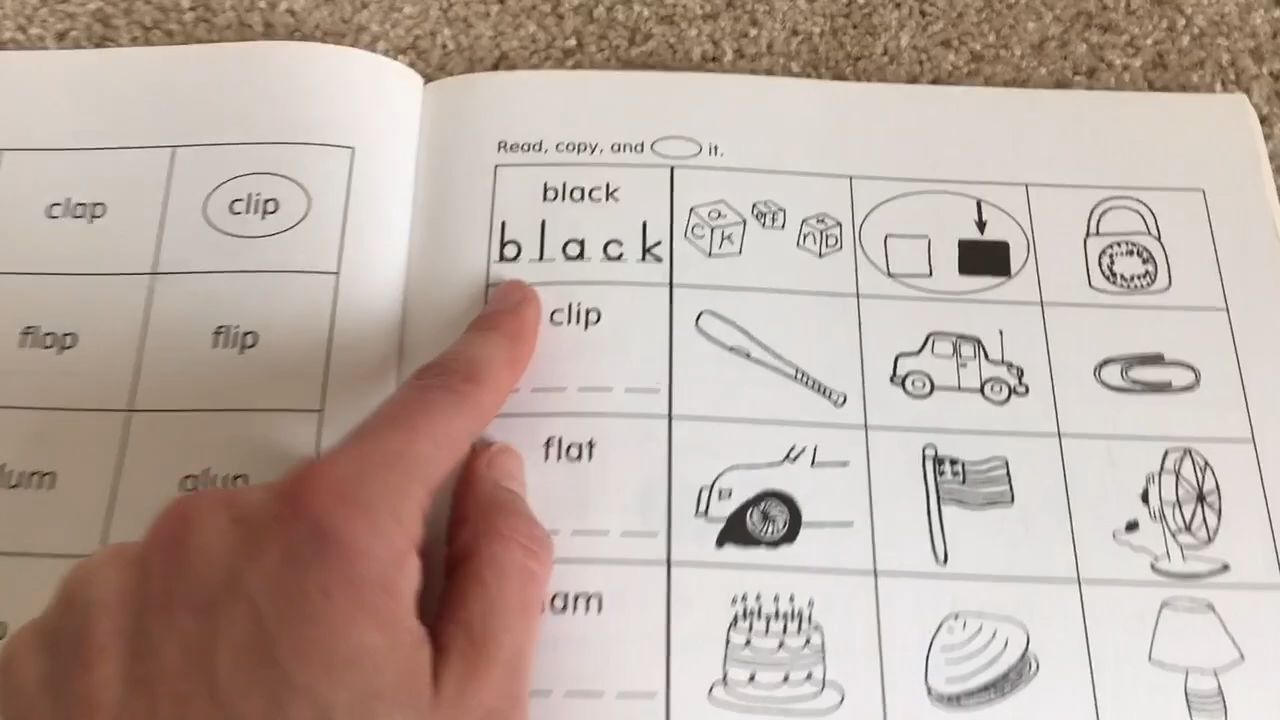 clap clip
flop flip
Read, copy, and it.
black
black
clip
flat